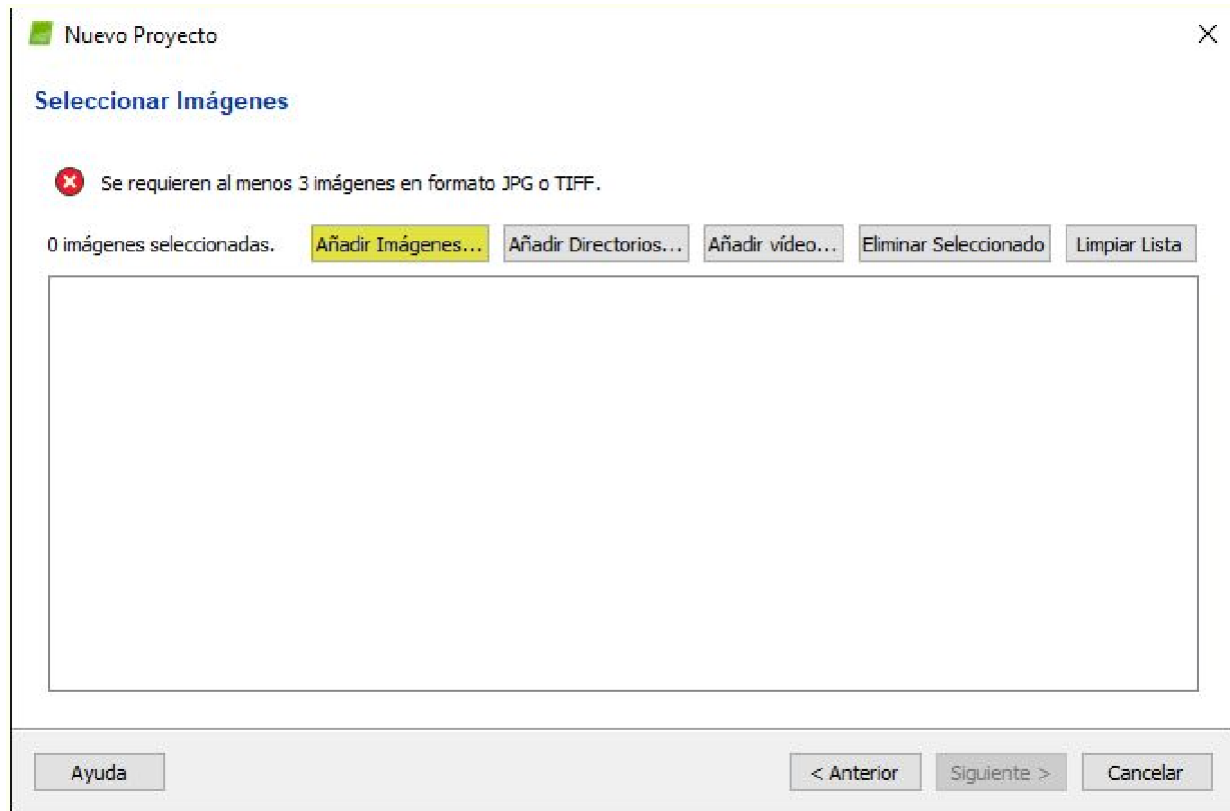 Nuevo Proyecto
Seleccionar Imágenes
Se requieren al menos 3 imágenes en formato JPG o TIFF.
0 imágenes seleccionadas. Añadir Imágenes... Añadir Directorios... Añadir vídeo... Eliminar Seleccionado Limpiar Lista
Ayuda < Anterior Siguiente > Cancelar